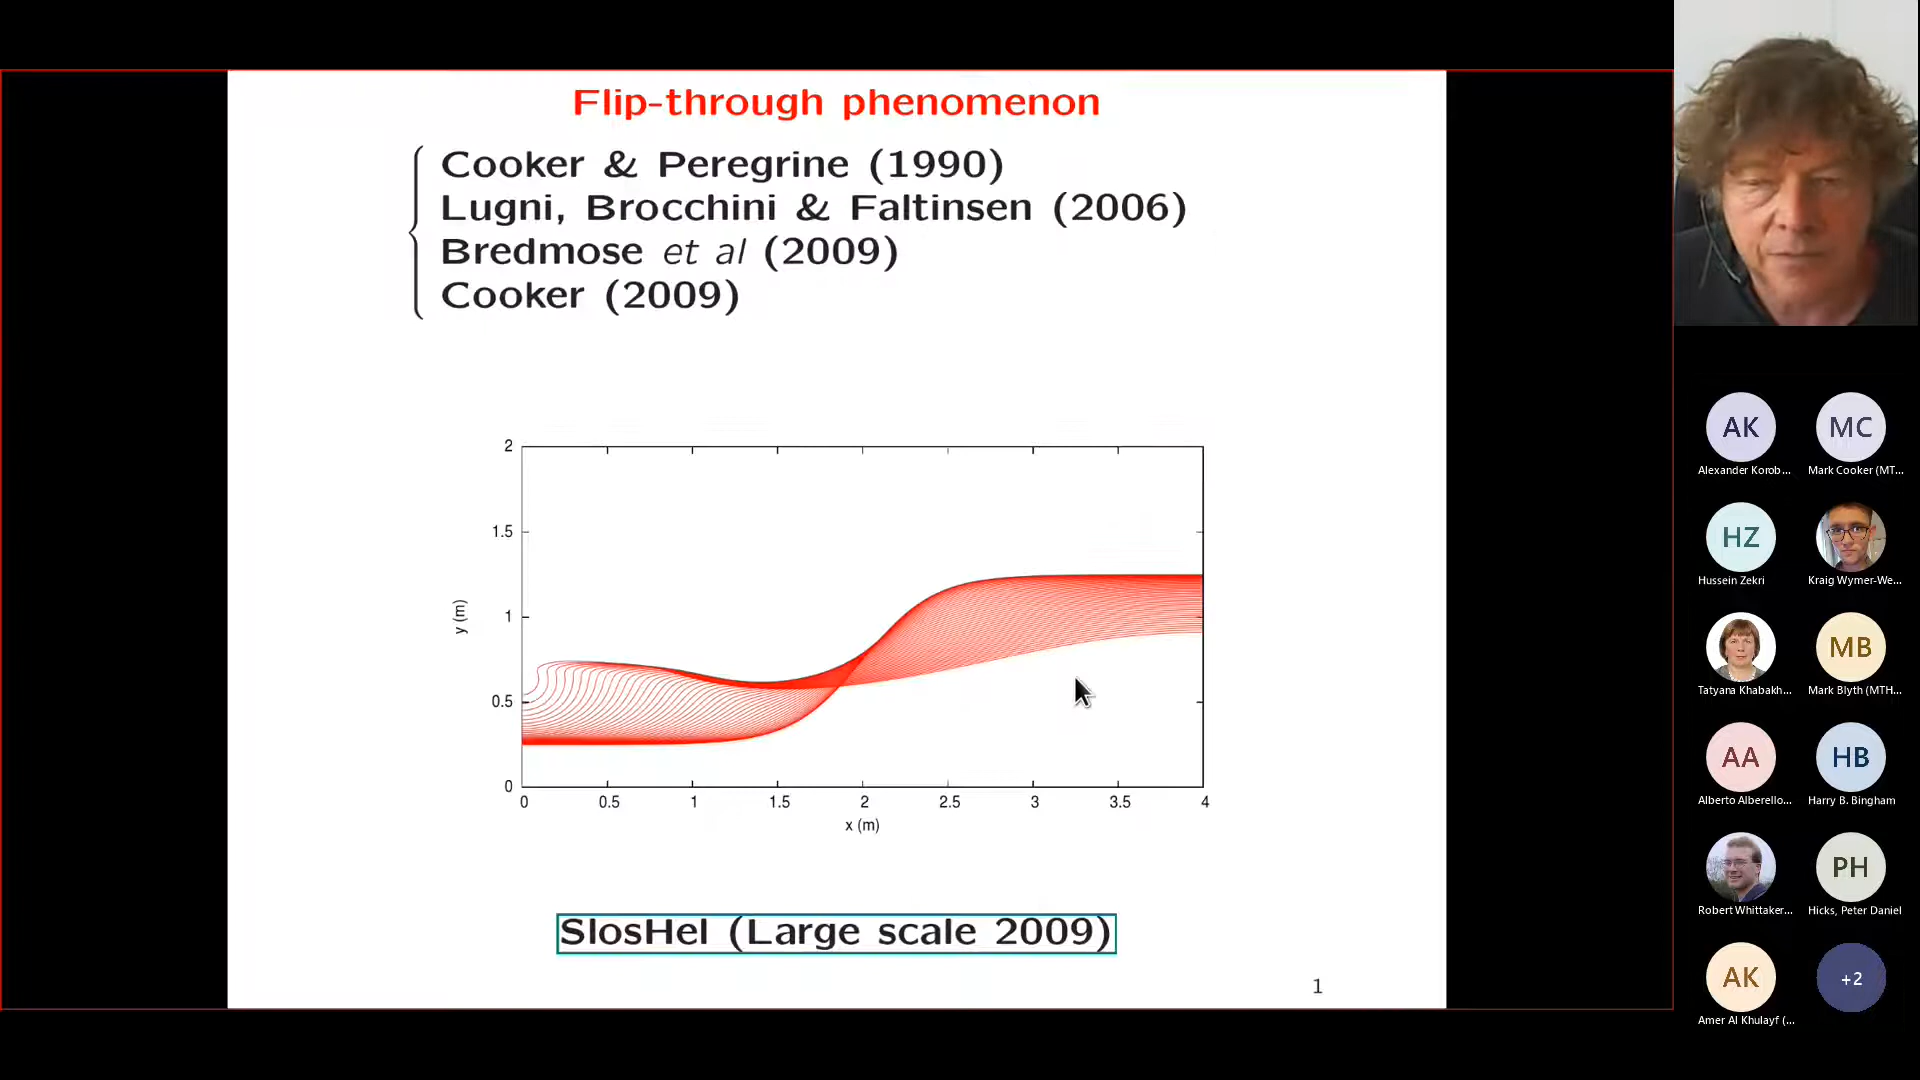 Flip-through phenomenon
Cooker & Peregrine (1990)
Lugni, Brocchini & Faltinsen (2006)
Bredmose et al (2009)
Cooker (2009)
2
1.5
1
0.5
0
y (m)
0 0.5 1 1.5 2 2.5 3 3.5 4
x (m)
SlosHel (Large scale 2009)
1
AK MC
Alexander Korob... Mark Cooker (MT...
HZ
Hussein Zekri Kraig Wymer-We...
MB
Tatyana Khabakh... Mark Blyth (MTH...
AA HB
Alberto Alberello... Harry B. Bingham
PH
Robert Whittaker... Hicks, Peter Daniel
AK +2
Amer Al Khulayf (...